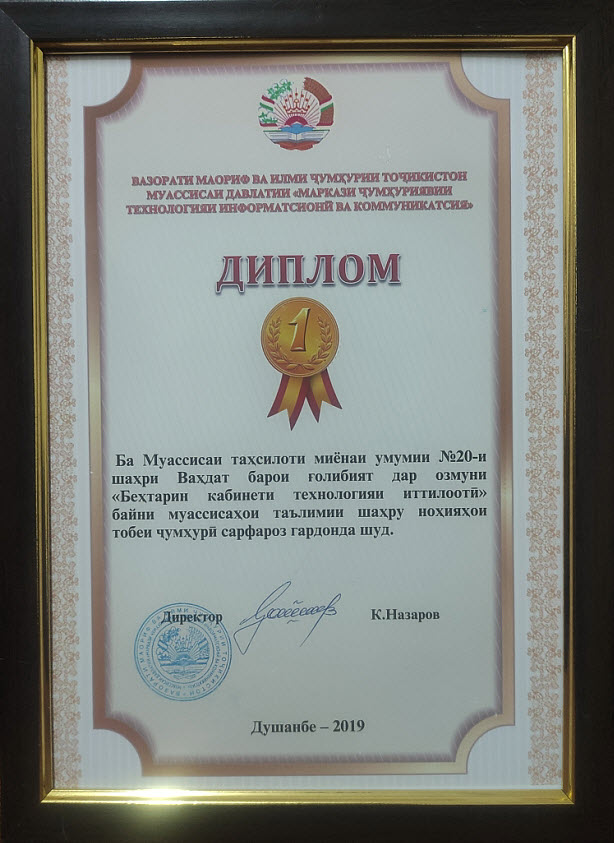 ВАЗОРАТИ МАОРИФ ВА ИЛМИ ҶУМҲУРИИ ТОҶИКИСТОН
МУАССИСАИ ДАВЛАТИИ «МАРКАЗИ ҶУМҲУРИЯВИИ
ТЕХНОЛОГИЯИ ИНФОРМАТСИОНӢ ВА КОММУНИКАТСИЯ»
ДИПЛОМ
1
Ба Муассисаи таҳсилоти миёнаи умумии №20-и
шаҳри Ваҳдат барои ғолибият дар озмуни
«Беҳтарин кабинети технологияи иттилоотӣ»
байни муассисаҳои таълимии шаҳру ноҳияҳои
тобеи ҷумҳурӣ сарфароз гардонда шуд.
Директор
К.Назаров
Душанбе – 2019